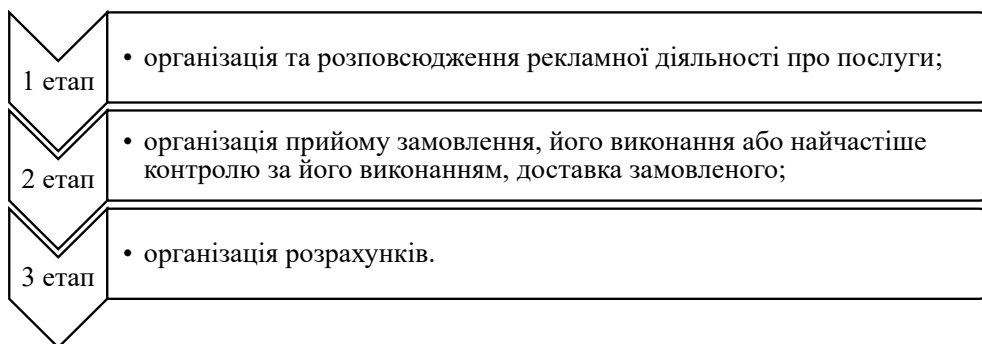 1 етап
• організація та розповсюдження рекламної діяльності про послуги;
2 етап
• організація прийому замовлення, його виконання або найчастіше
контролю за його виконанням, доставка замовленого;
3 етап
• організація розрахунків.